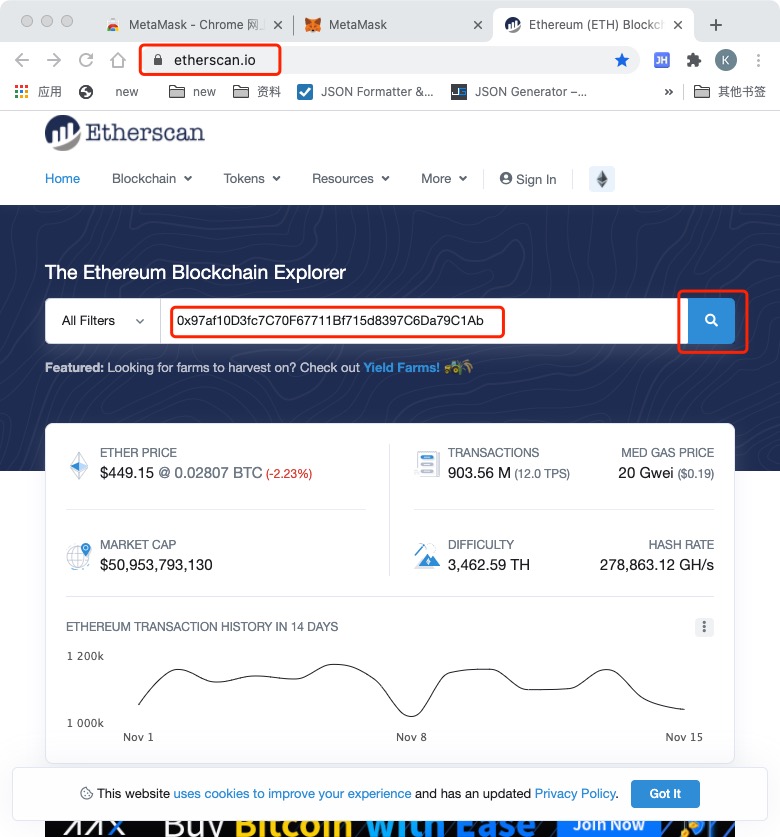 MetaMask - Chrome 网
MetaMask
Ethereum (ETH) Blockch
etherscan.io
JH
K
应用
new
new
资料
JSON Formatter &...
JSON Generator –...
»
其他书签
Etherscan
Home
Blockchain
Tokens
Resources
More
Sign In
The Ethereum Blockchain Explorer
All Filters
0x97af10D3fc7C70F67711Bf715d8397C6Da79C1Ab
Featured: Looking for farms to harvest on? Check out Yield Farms!
ETHER PRICE
$449.15 @ 0.02807 BTC (-2.23%)
TRANSACTIONS
903.56 M (12.0 TPS)
MED GAS PRICE
20 Gwei ($0.19)
MARKET CAP
$50,953,793,130
DIFFICULTY
3,462.59 TH
HASH RATE
278,863.12 GH/s
ETHEREUM TRANSACTION HISTORY IN 14 DAYS
1 200k
1 000k
Nov 1
Nov 8
Nov 15
This website uses cookies to improve your experience and has an updated Privacy Policy.
Got It
Buy Bitcoin With Ease
Join Now